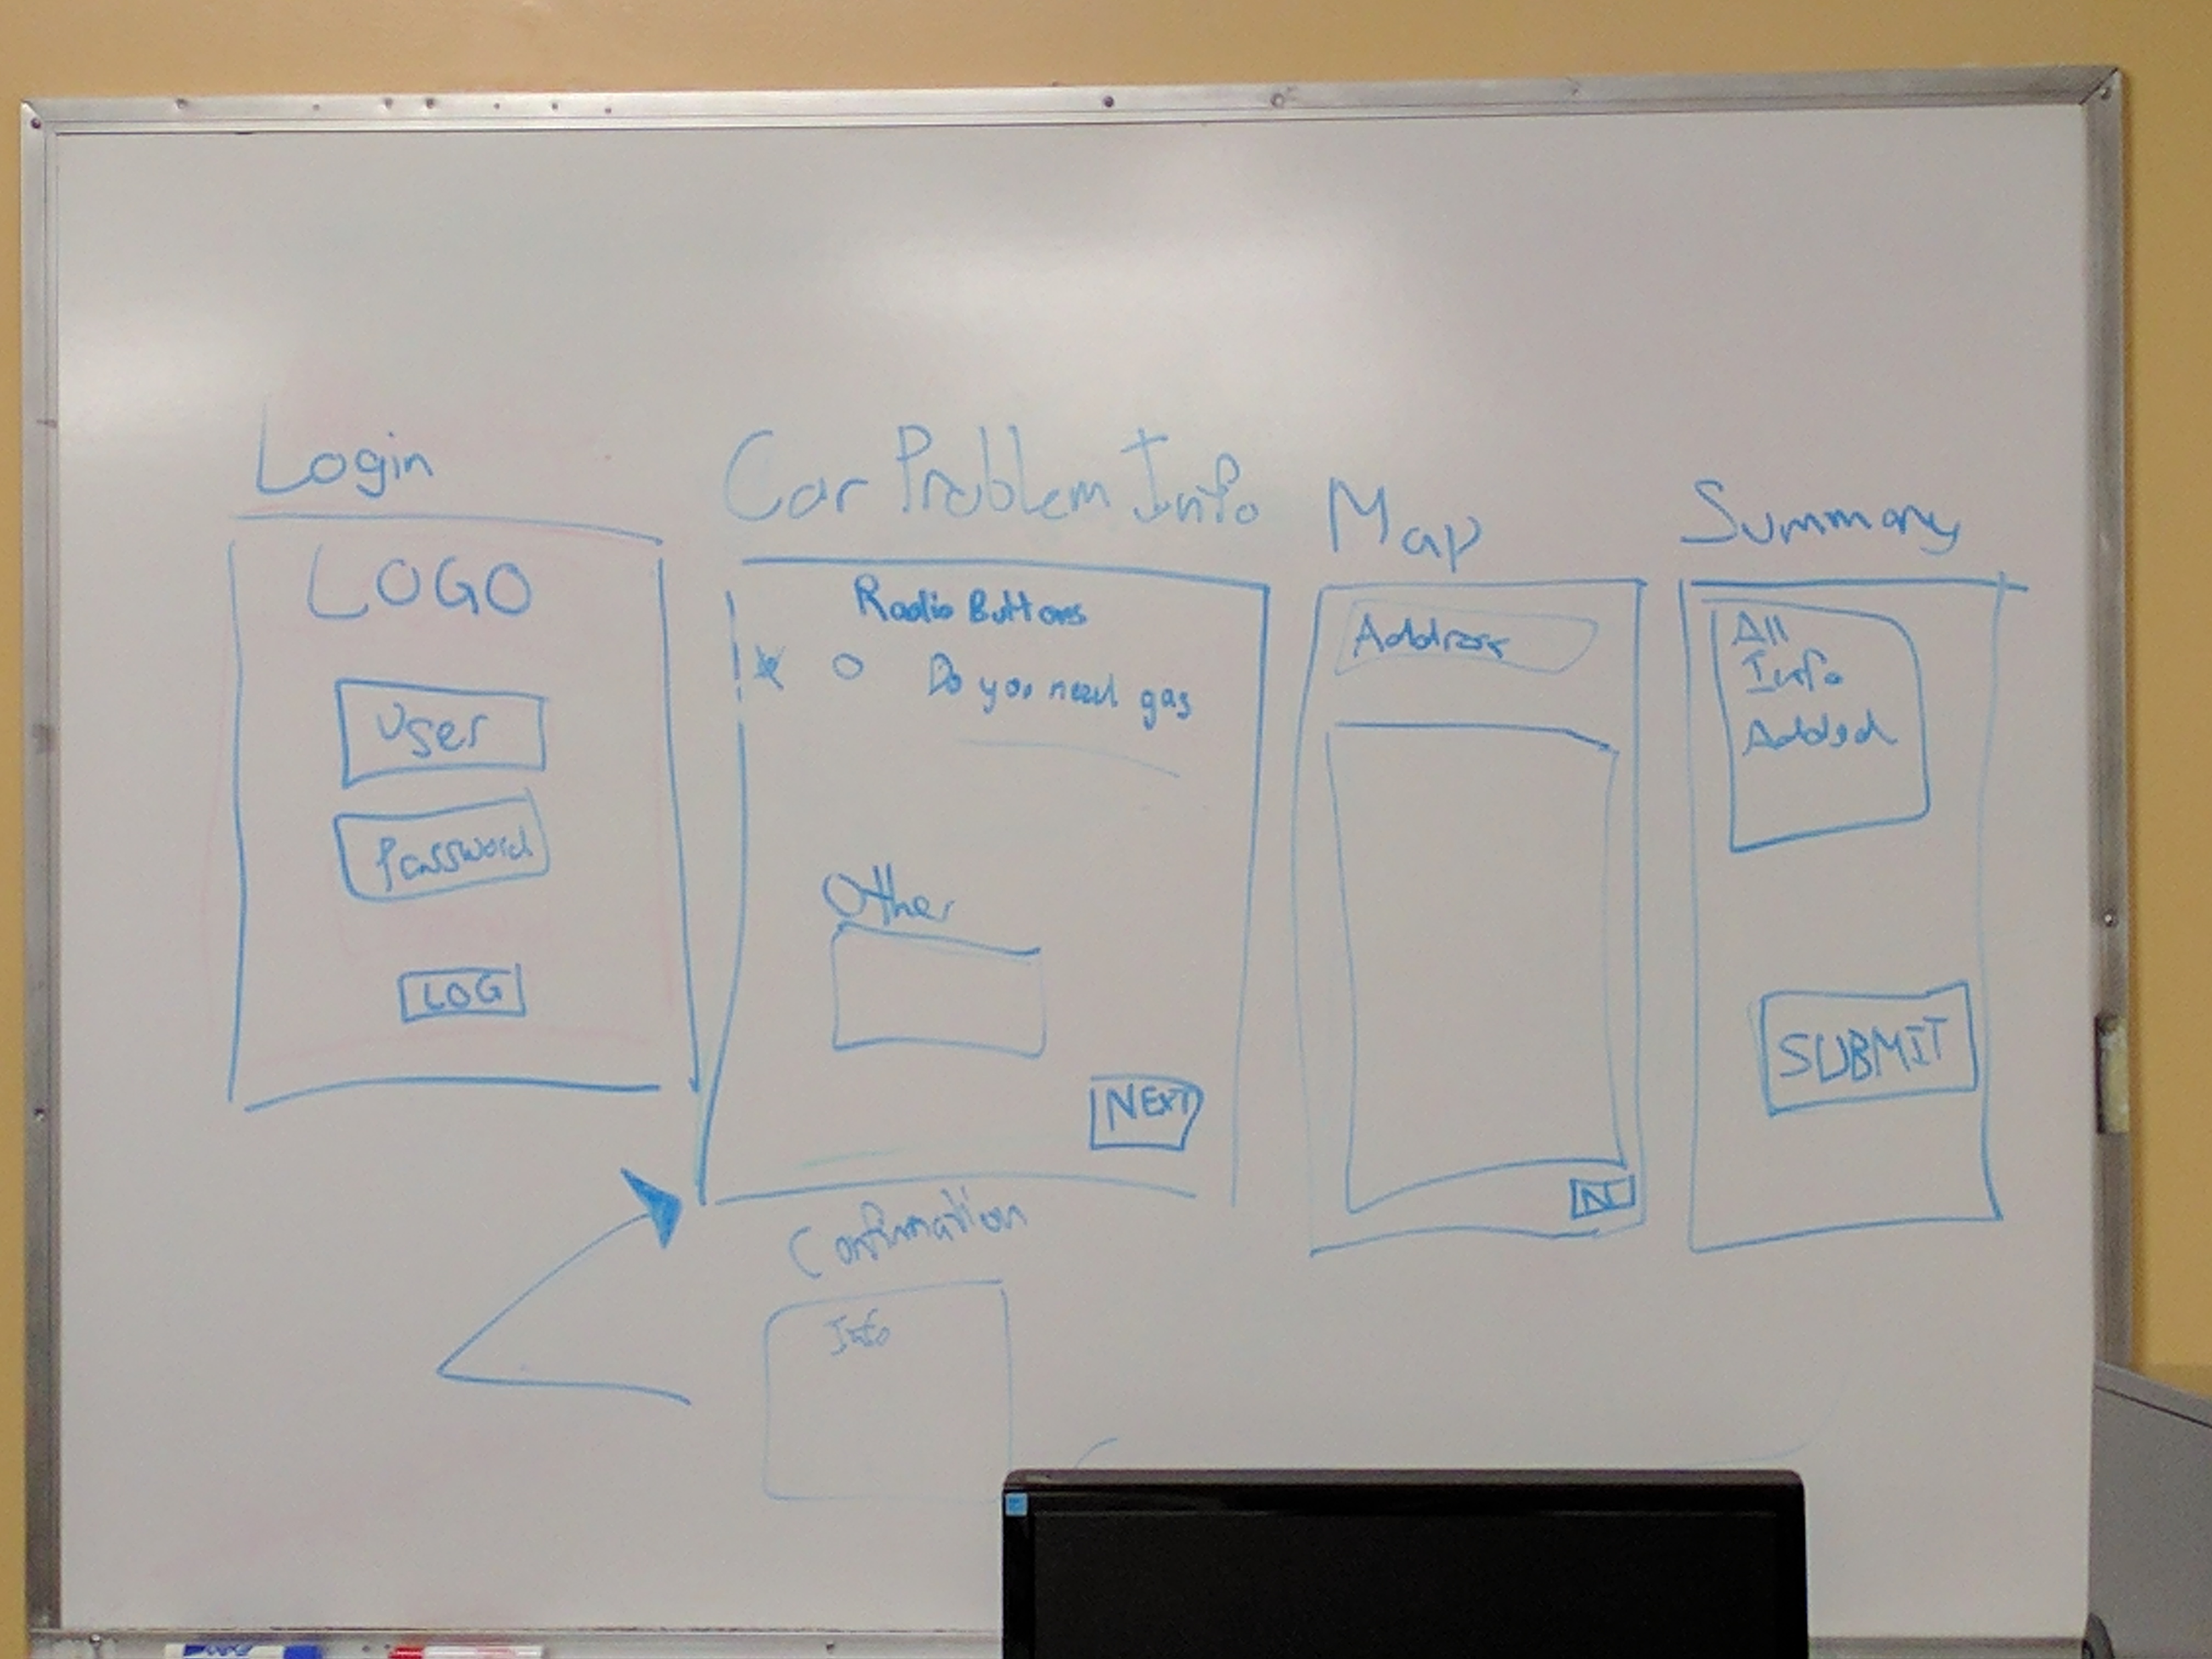 Login
LOGO
User
Password
LOG
Car Problem Info
Radio Buttons
Do you need gas
Other
NEXT
Map
Address
N
Summary
All
Info
Added
SUBMIT
Confirmation
Info